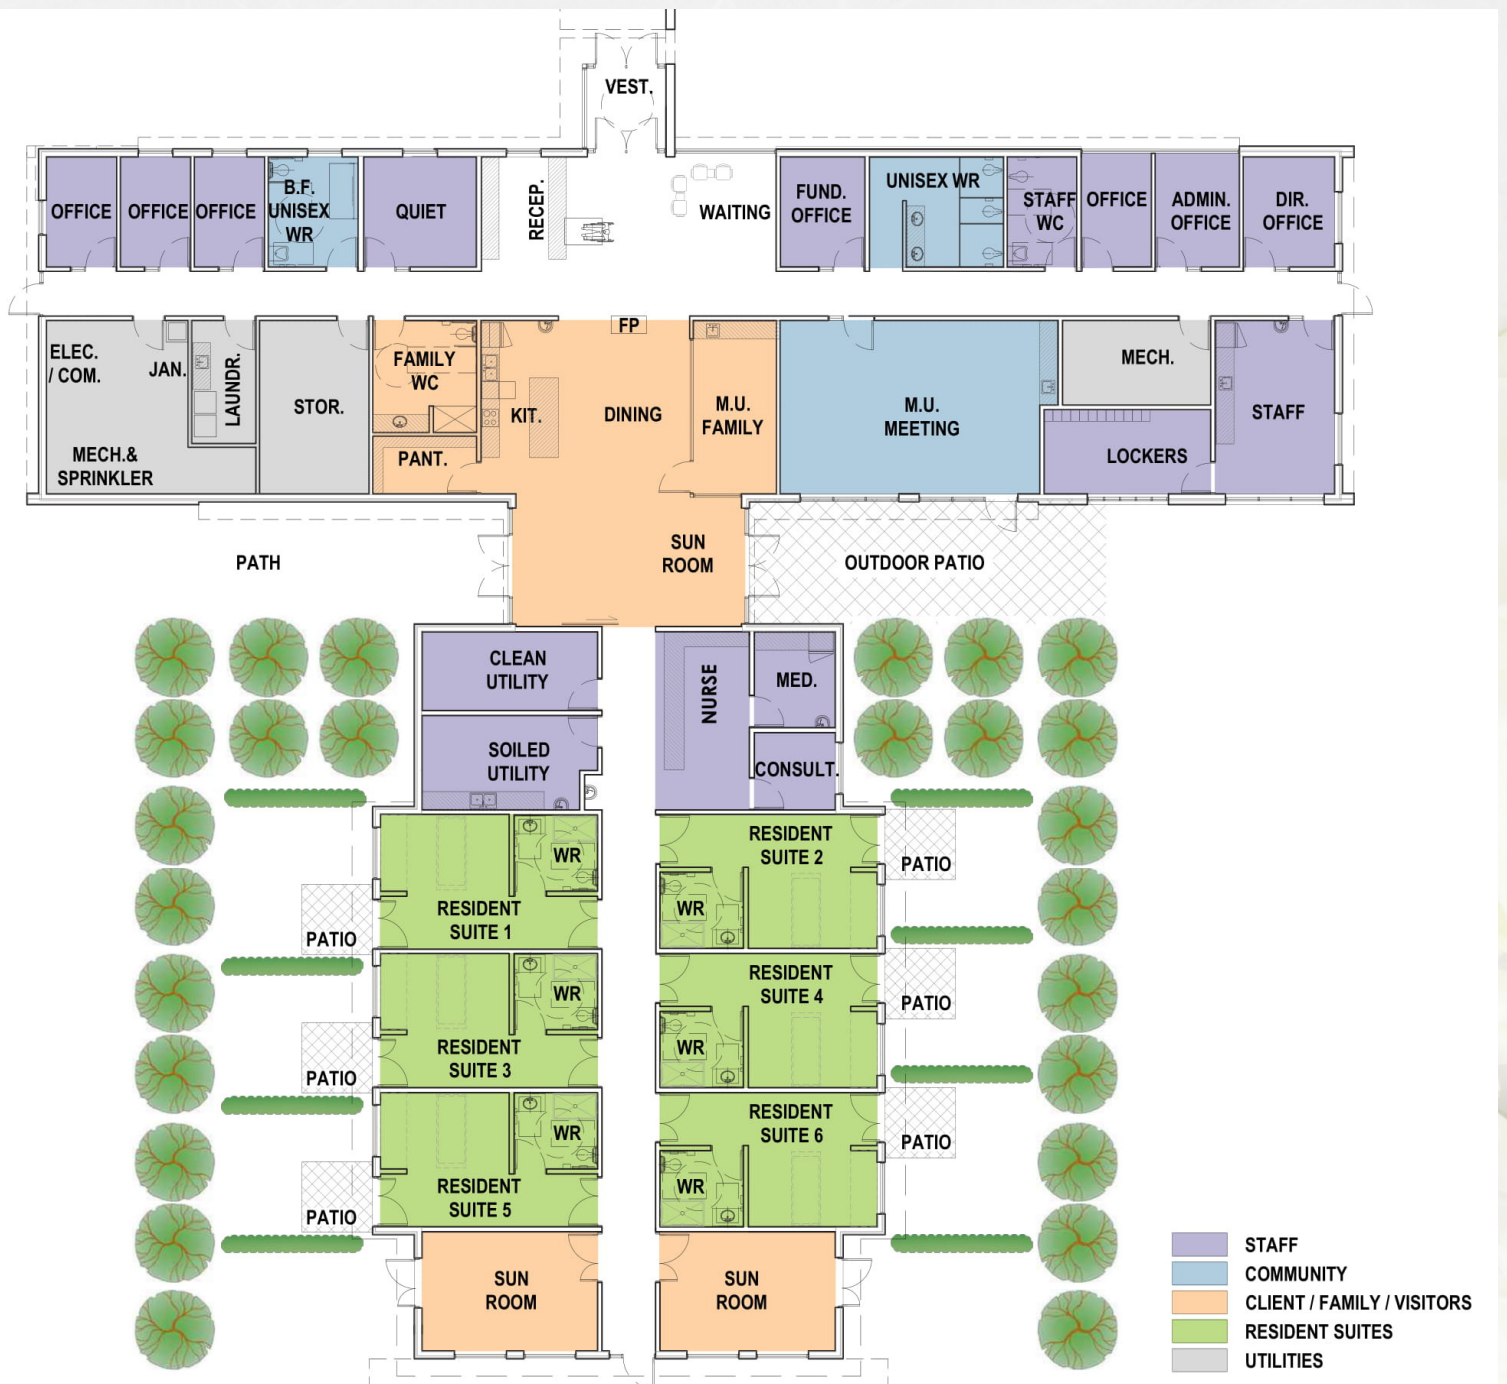 VEST.
OFFICE
OFFICE
OFFICE
B.F.
UNISEX
WR
QUIET
RECEP.
WAITING
FUND.
OFFICE
UNISEX WR
STAFF
WC
OFFICE
ADMIN.
OFFICE
DIR.
OFFICE
ELEC.
/ COM.
JAN.
LAUNDR.
MECH.&
SPRINKLER
STOR.
FAMILY
WC
PANT.
KIT.
FP
DINING
M.U.
FAMILY
M.U.
MEETING
MECH.
LOCKERS
STAFF
PATH
SUN
ROOM
OUTDOOR PATIO
CLEAN
UTILITY
NURSE
MED.
SOILED
UTILITY
CONSULT.
WR
RESIDENT
SUITE 1
PATIO
RESIDENT
SUITE 2
WR
PATIO
WR
RESIDENT
SUITE 3
PATIO
RESIDENT
SUITE 4
WR
PATIO
WR
RESIDENT
SUITE 5
PATIO
RESIDENT
SUITE 6
WR
PATIO
SUN
ROOM
SUN
ROOM
STAFF
COMMUNITY
CLIENT / FAMILY / VISITORS
RESIDENT SUITES
UTILITIES